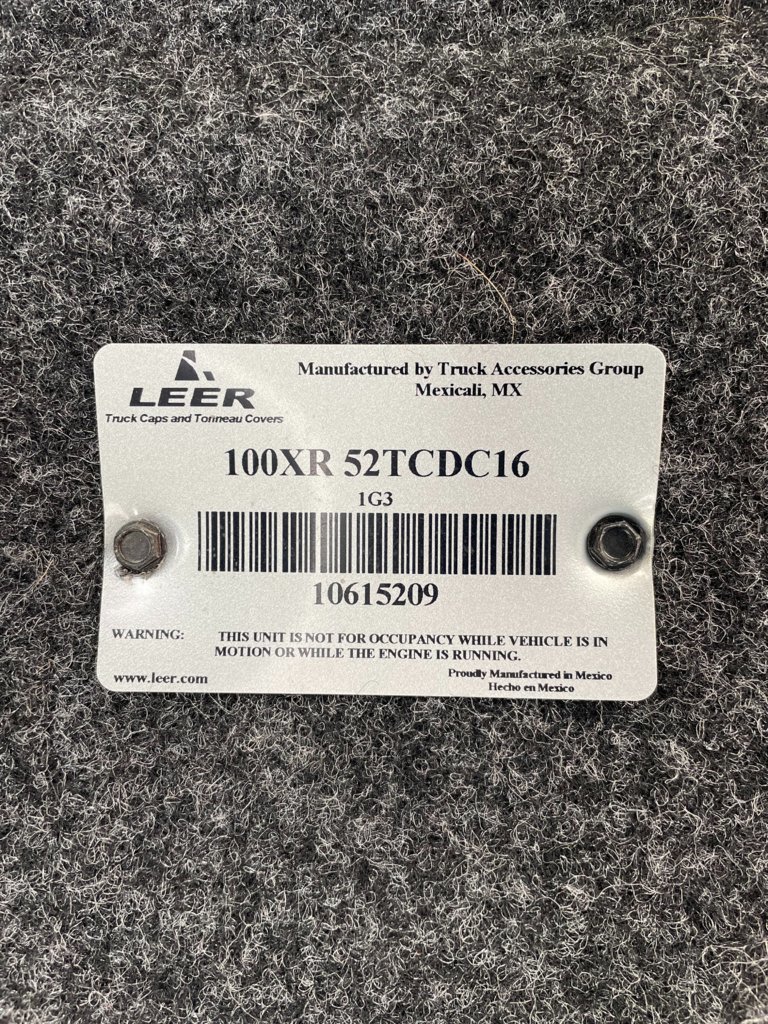 LEER
Truck Caps and Tonneau Covers
Manufactured by Truck Accessories Group
Mexicali, MX
100XR 52TCDC16
1G3
10615209
WARNING: THIS UNIT IS NOT FOR OCCUPANCY WHILE VEHICLE IS IN
MOTION OR WHILE THE ENGINE IS RUNNING.
www.leer.com
Proudly Manufactured in Mexico
Hecho en Mexico